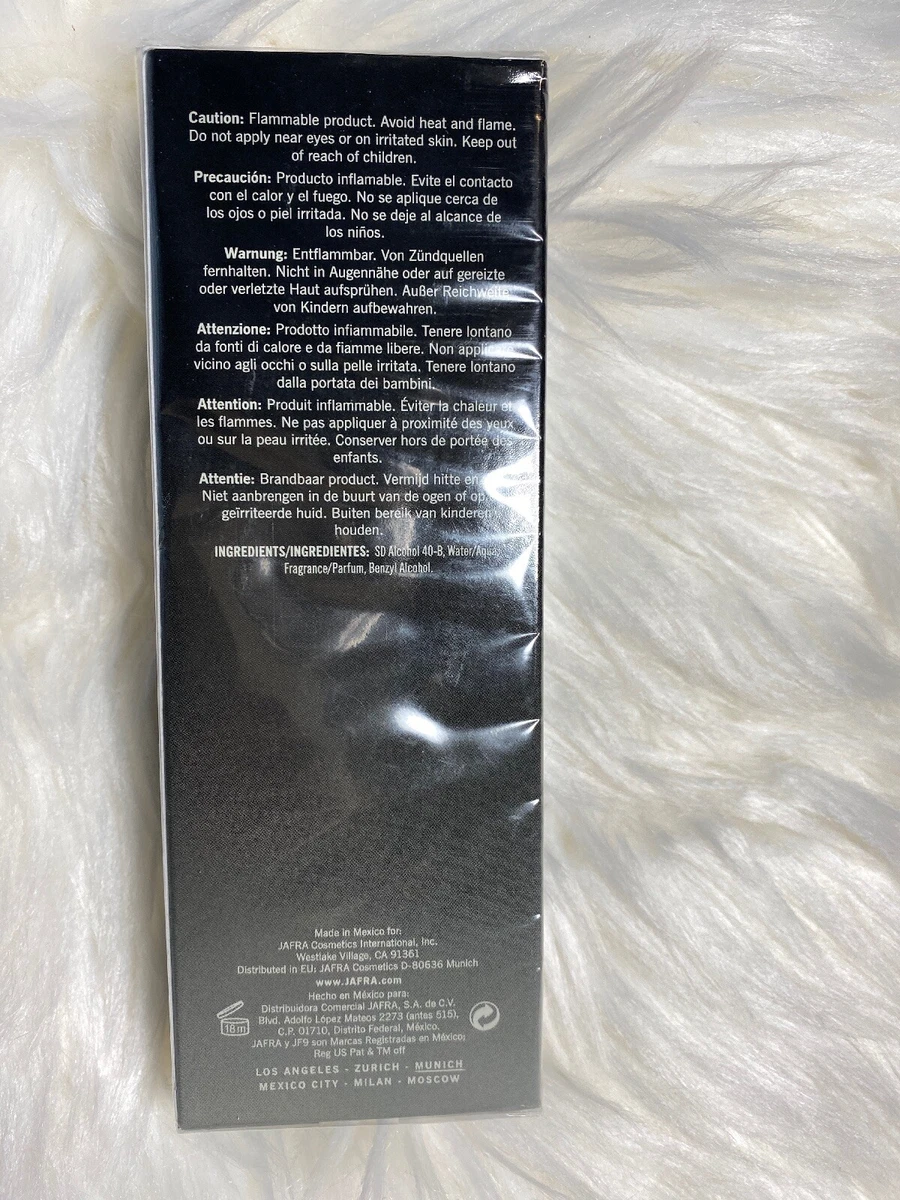 Caution: Flammable product. Avoid heat and flame.
Do not apply near eyes or on irritated skin. Keep out
of reach of children.
Precaución: Producto inflamable. Evite el contacto
con el calor y el fuego. No se aplique cerca de
los ojos o piel irritada. No se deje al alcance de
los niños.
Warnung: Entflammbar. Von Zündquellen
fernhalten. Nicht in Augennähe oder auf gereizte
oder verletzte Haut aufsprühen. Außer Reichweite
von Kindern aufbewahren.
Attenzione: Prodotto infiammabile. Tenere lontano
da fonti di calore e da fiamme libere. Non
vicino agli occhi o sulla pelle irritata. Tenere lontano
dalla portata dei bambini.
Attention: Produit inflammable. Éviter la chaleur et
les flammes. Ne pas appliquer à proximité des yeux
ou sur la peau irritée. Conserver hors de portée des
enfants.
Attentie: Brandbaar product. Vermijd hitte en
Niet aanbrengen in de buurt van de ogen of
geïrriteerde huid. Buiten bereik van kinderen
houden.
INGREDIENTS/INGREDIENTES: SD Alcohol 40-B, Water/Aqua,
Fragrance/Parfum, Benzyl Alcohol.
Made in Mexico for:
JAFRA Cosmetics International, Inc.
Westlake Village, CA 91361
Distributed in EU: JAFRA Cosmetics D-80636 Munich
www.JAFRA.com
Hecho en México para:
Distribuidora Comercial JAFRA, S.A. de C.V.
Blvd. Adolfo López Mateos 2273 (antes 515),
C.P. 01710, Distrito Federal, México.
JAFRA y JF9 son Marcas Registradas en México;
Reg US Pat & TM off
18m
LOS ANGELES - ZURICH - MUNICH
MEXICO CITY - MILAN - MOSCOW